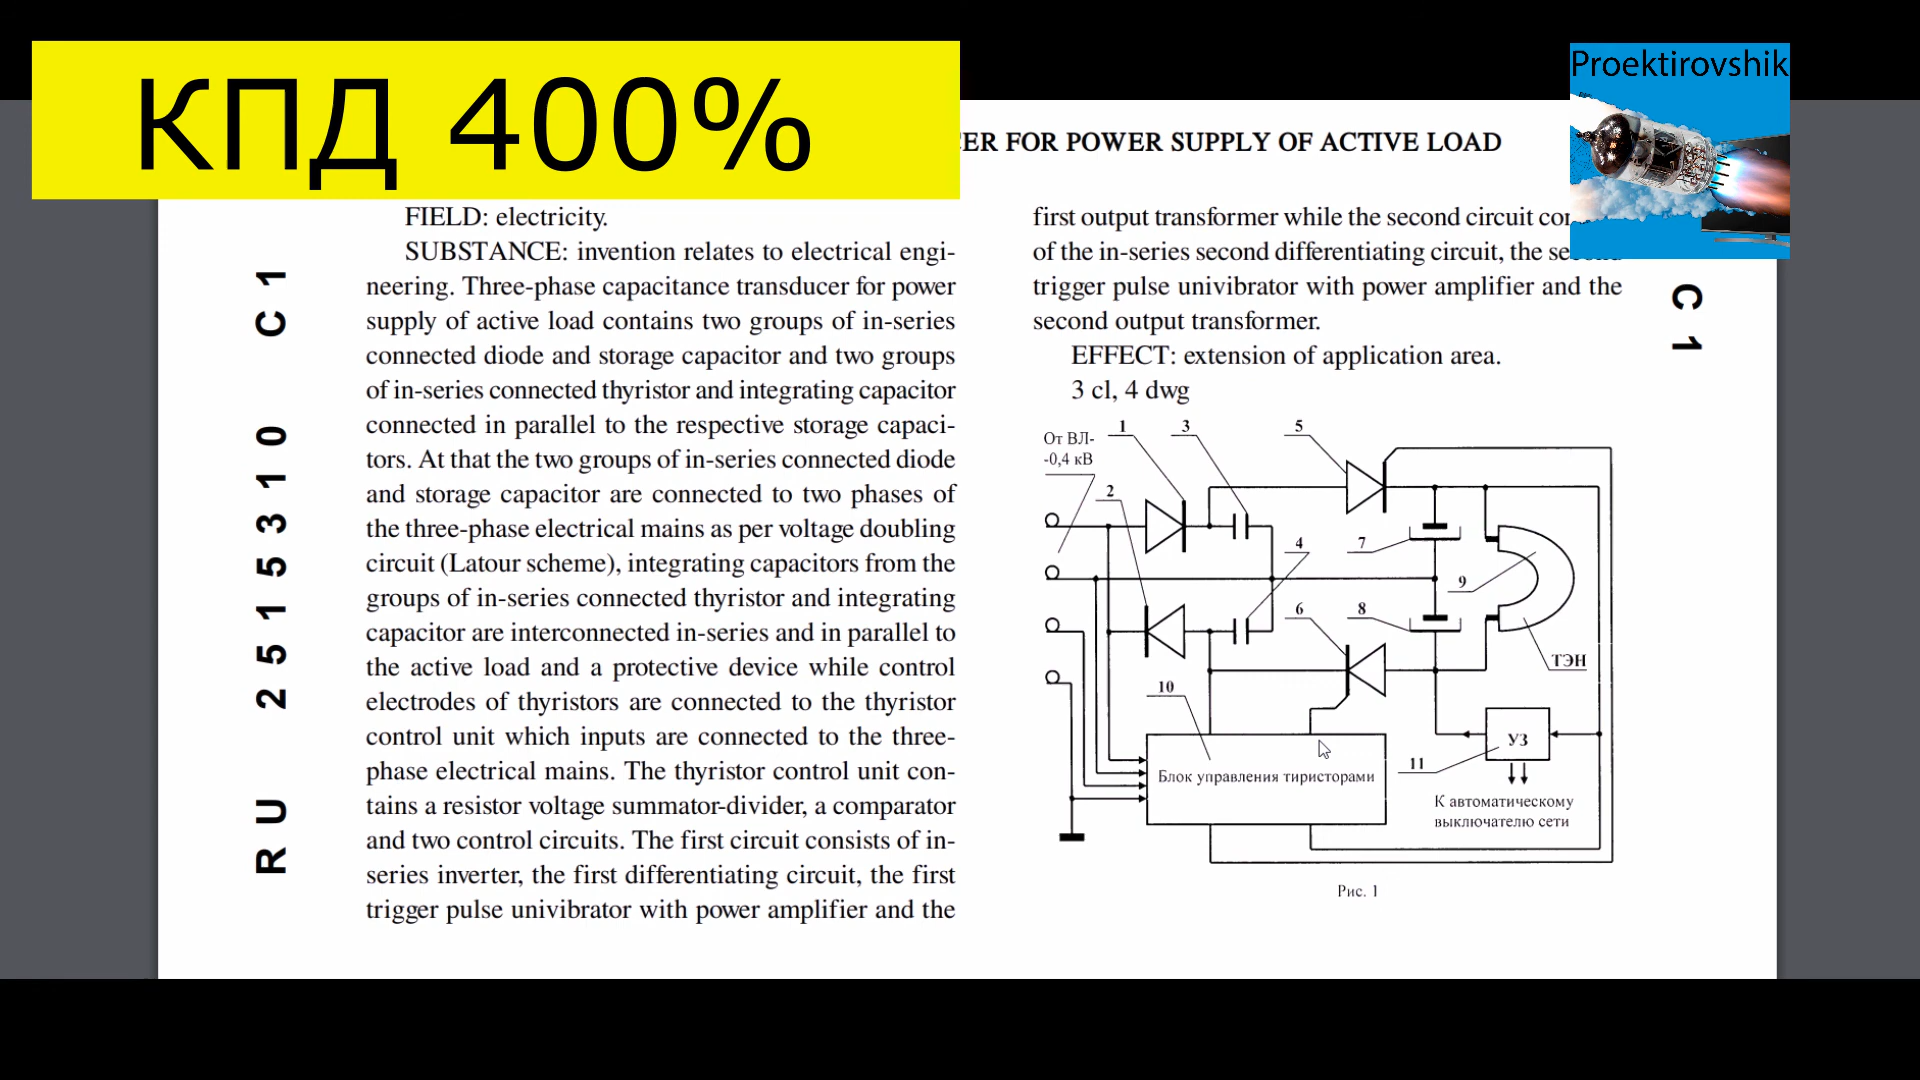 КПД 400%
Proektirovshik
FOR POWER SUPPLY OF ACTIVE LOAD
RU 2515310 C1
FIELD: electricity.
SUBSTANCE: invention relates to electrical engi-
neering. Three-phase capacitance transducer for power
supply of active load contains two groups of in-series
connected diode and storage capacitor and two groups
of in-series connected thyristor and integrating capacitor
connected in parallel to the respective storage capaci-
tors. At that the two groups of in-series connected diode
and storage capacitor are connected to two phases of
the three-phase electrical mains as per voltage doubling
circuit (Latour scheme), integrating capacitors from the
groups of in-series connected thyristor and integrating
capacitor are interconnected in-series and in parallel to
the active load and a protective device while control
electrodes of thyristors are connected to the thyristor
control unit which inputs are connected to the three-
phase electrical mains. The thyristor control unit con-
tains a resistor voltage summator-divider, a comparator
and two control circuits. The first circuit consists of in-
series inverter, the first differentiating circuit, the first
trigger pulse univibrator with power amplifier and the
first output transformer while the second circuit
of the in-series second differentiating circuit, the
trigger pulse univibrator with power amplifier and the
second output transformer.
EFFECT: extension of application area.
3 cl, 4 dwg
C 1
От ВЛ-
-0,4 кВ
1
3
5
2
4
7
9
6
8
ТЭН
10
УЗ
11
Блок управления тиристорами
К автоматическому
выключателю сети
Рис. 1